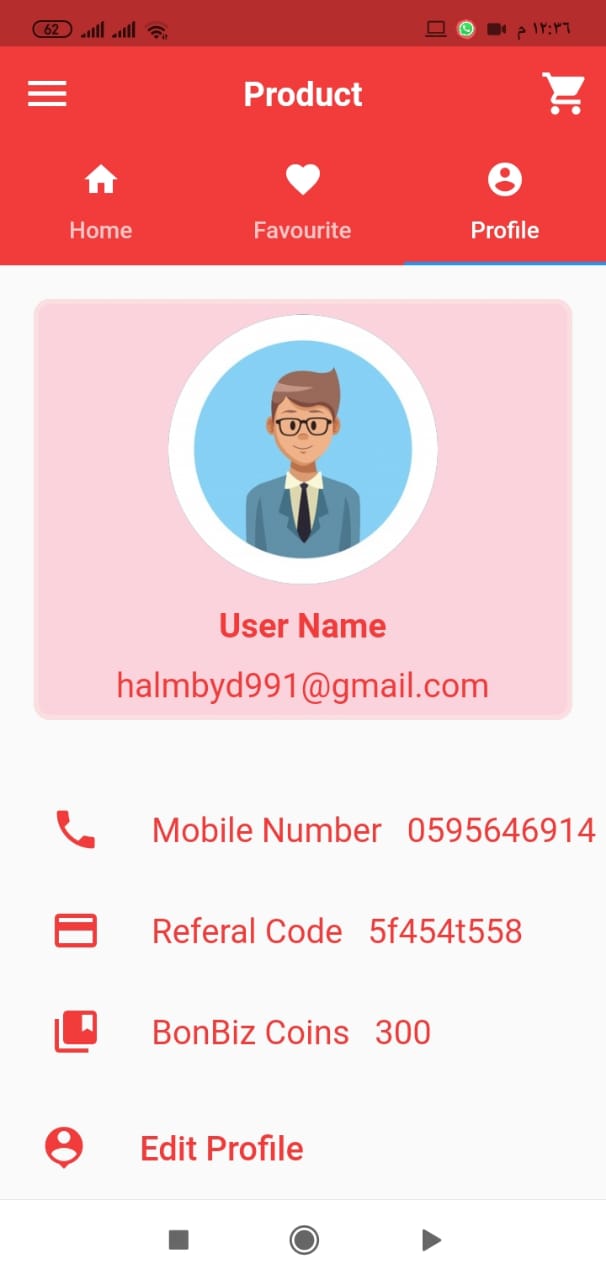 62 م ١٢:٣٦
Product
Home Favourite Profile
User Name
halmbyd991@gmail.com
Mobile Number 0595646914
Referal Code 5f454t558
BonBiz Coins 300
Edit Profile